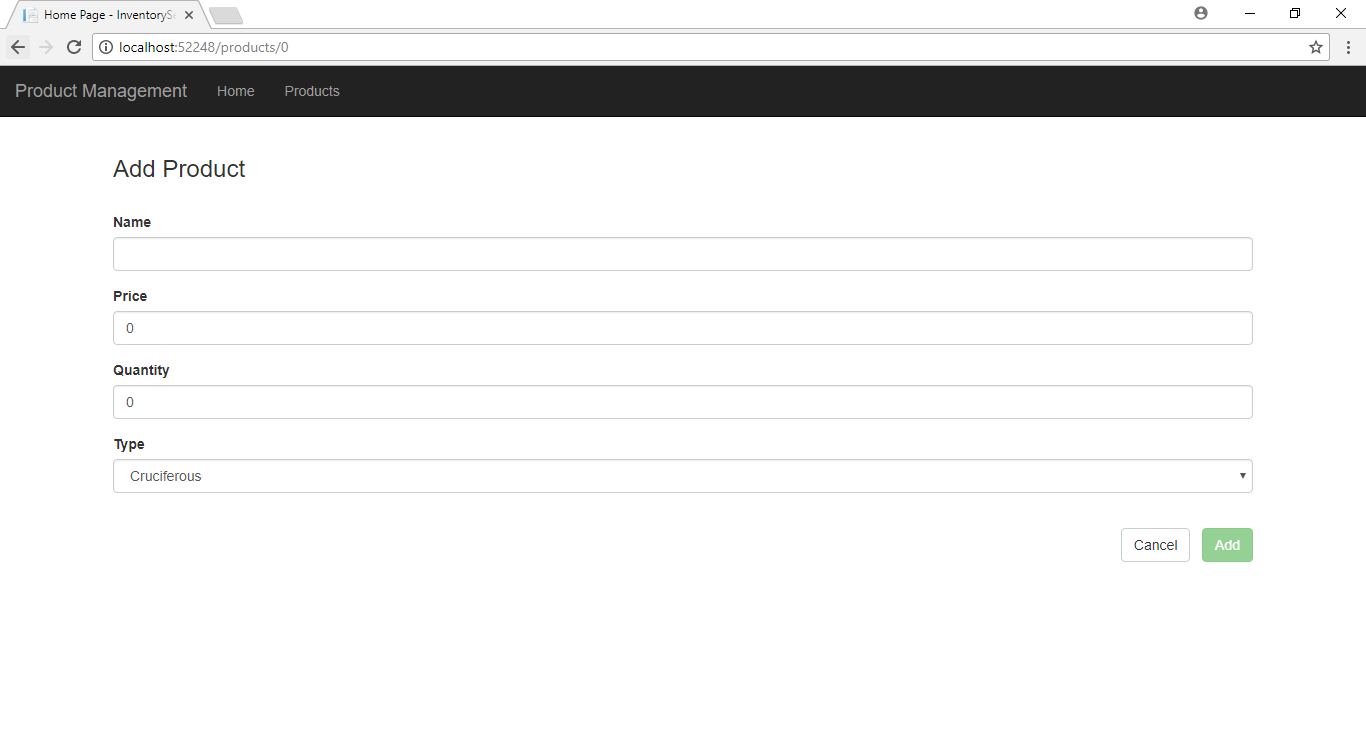 Home Page - InventorySe
localhost:52248/products/0
Product Management Home Products
Add Product
Name
Price
0
Quantity
0
Type
Cruciferous
Cancel Add